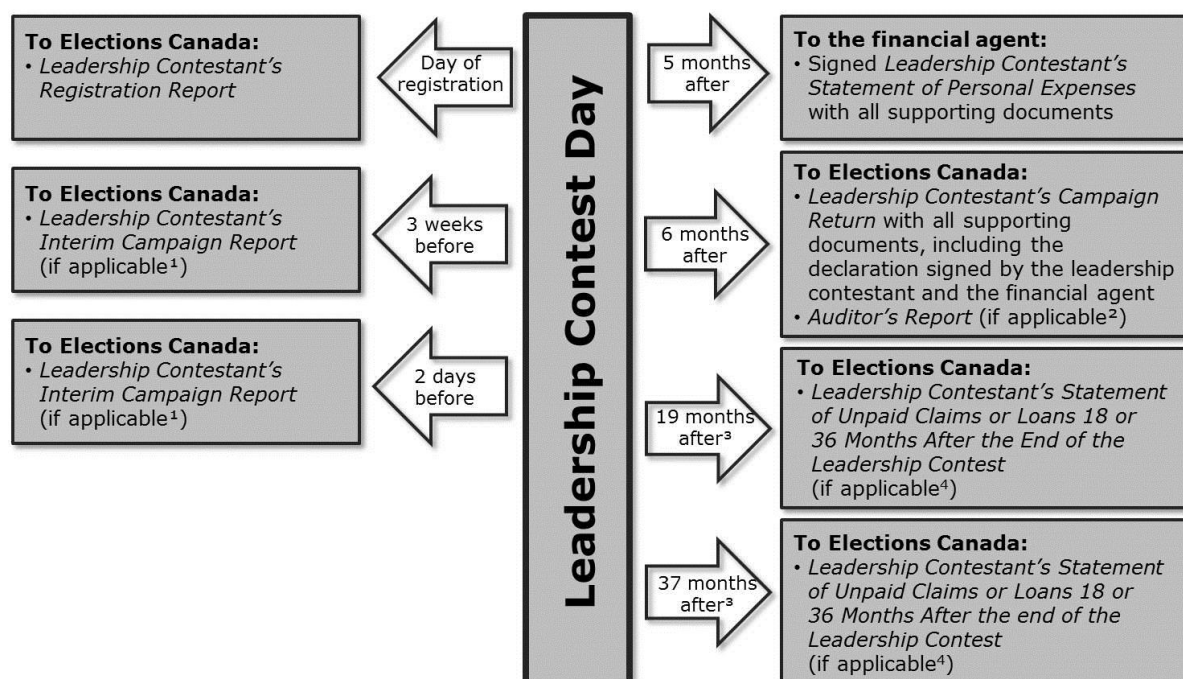 To Elections Canada:
• Leadership Contestant’s
Registration Report
Day of
registration
To Elections Canada:
• Leadership Contestant’s
Interim Campaign Report
(if applicable¹)
3 weeks
before
To Elections Canada:
• Leadership Contestant’s
Interim Campaign Report
(if applicable¹)
2 days
before
Leadership Contest Day
5 months
after
To the financial agent:
• Signed Leadership Contestant’s
Statement of Personal Expenses
with all supporting documents
6 months
after
To Elections Canada:
• Leadership Contestant’s Campaign
Return with all supporting
documents, including the
declaration signed by the leadership
contestant and the financial agent
• Auditor’s Report (if applicable²)
19 months
after³
To Elections Canada:
• Leadership Contestant’s Statement
of Unpaid Claims or Loans 18 or
36 Months After the End of the
Leadership Contest
(if applicable⁴)
37 months
after³
To Elections Canada:
• Leadership Contestant’s Statement
of Unpaid Claims or Loans 18 or
36 Months After the end of the
Leadership Contest
(if applicable⁴)